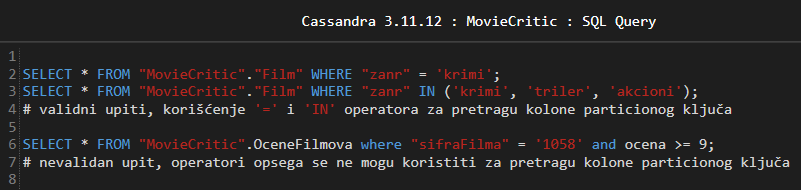 Cassandra 3.11.12 : MovieCritic : SQL Query
1
2 SELECT * FROM "MovieCritic"."Film" WHERE "zanr" = 'krimi';
3 SELECT * FROM "MovieCritic"."Film" WHERE "zanr" IN ('krimi', 'triler', 'akcioni');
4 # validni upiti, korišćenje '=' i 'IN' operatora za pretragu kolone particionog ključa
5
6 SELECT * FROM "MovieCritic".OceneFilmova where "sifraFilma" = '1058' and ocena >= 9;
7 # nevalidan upit, operatori opsega se ne mogu koristiti za pretragu kolone particionog ključa
8